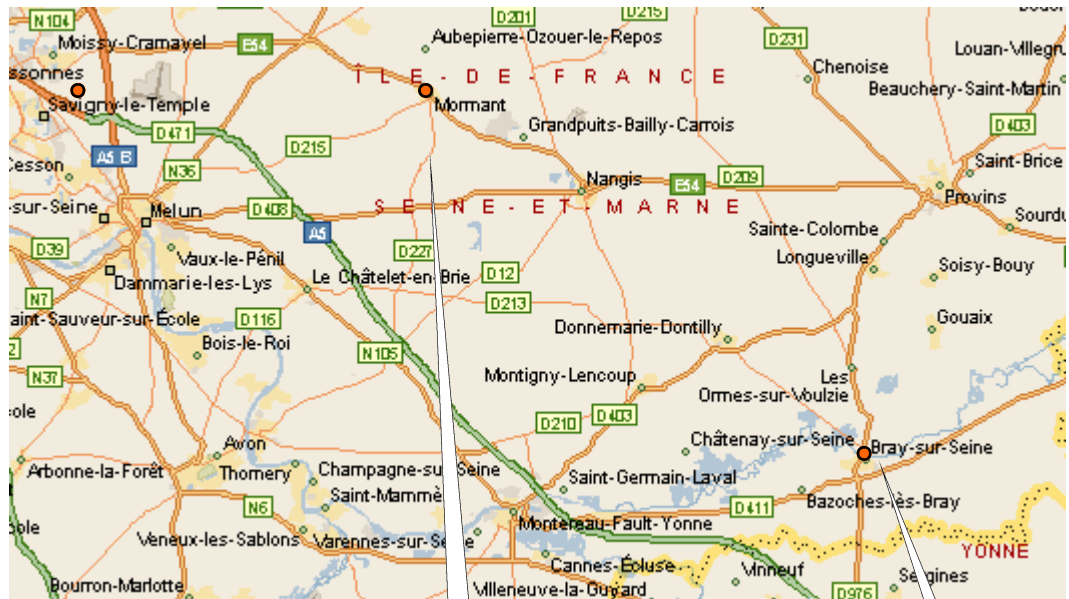 N104
D201
D215
Moissy-Cramayel
E54
Aubepierre-Ozouer-le-Repos
D231
Louan-Villegru
ssonnes
ÎLE-DE-FRANCE
Chenoise
Beauchery-Saint-Martin
Savigny-le-Temple
Mormant
D471
Grandpuits-Bailly-Carrois
D403
D215
A5 B
Cesson
N36
Saint-Brice
Nangis
E54
D209
Provins
-sur-Seine
Melun
D408
SEINE-ET-MARNE
Sourdu
A5
Sainte-Colombe
D39
D227
Vaux-le-Pénil
Longueville
Le Châtelet-en-Brie
D12
Soisy-Bouy
Dammarie-les-Lys
N7
D213
aint-Sauveur-sur-École
D116
Donnemarie-Dontilly
Gouaix
Bois-le-Roi
2
N105
N37
Montigny-Lencoup
Les
Ormes-sur-Voulzie
cole
D210
D403
Avon
Châtenay-sur-Seine
Bray-sur-Seine
Arbonne-la-Forêt
Thomery
Champagne-su
Seine
Saint-Germain-Laval
Saint-Mammè
Bazoches-lès-Bray
N6
D411
Montereau-Fault-Yonne
ole
Veneux-les-Sablons
Varennes-sur-Se
e
YONNE
Cannes-Écluse
Vinneuf
Bourron-Marlotte
Villeneuve-la-Guyard
Sergines
D976